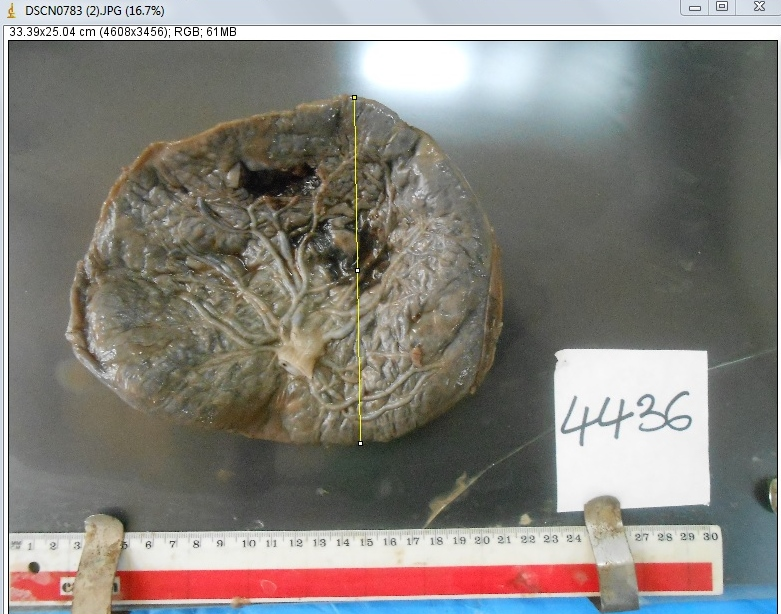 DSCN0783 (2).JPG (16.7%)
33.39x25.04 cm (4608x3456); RGB; 61MB
4436
1 2 3 5 6 7 8 9 10 11 12 13 14 15 16 17 18 19 20 21 22 23 24 27 28 29 30